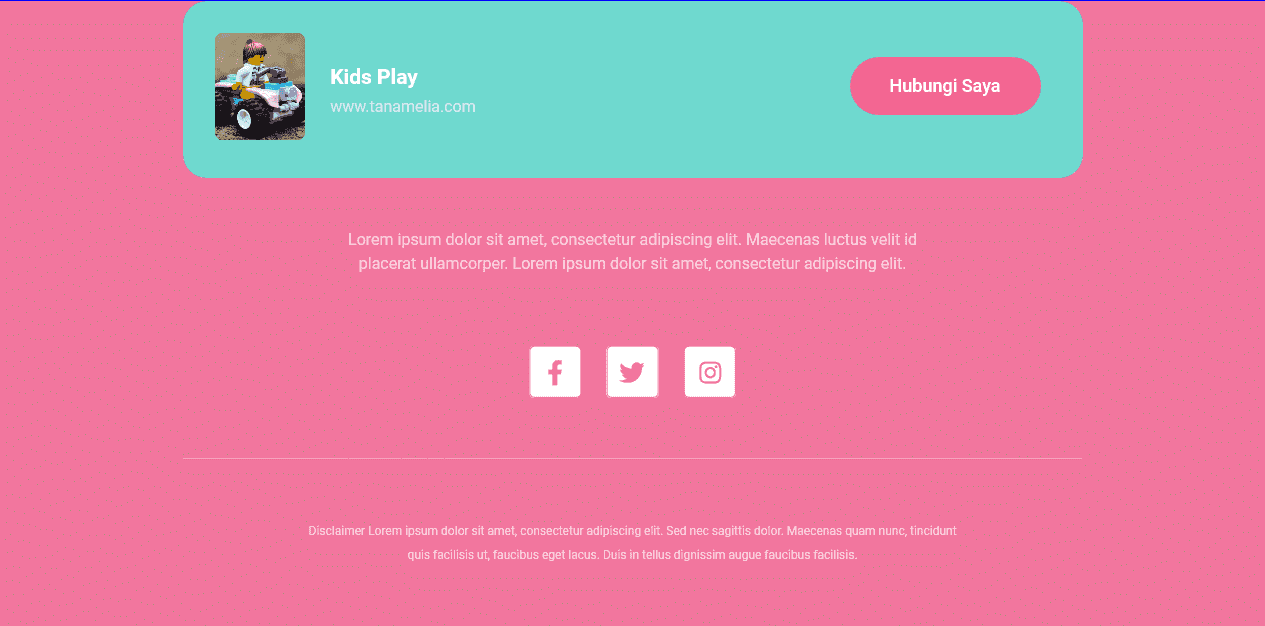 Kids Play
www.tanamelia.com
Hubungi Saya
Lorem ipsum dolor sit amet, consectetur adipiscing elit. Maecenas luctus velit id
placerat ullamcorper. Lorem ipsum dolor sit amet, consectetur adipiscing elit.
Disclaimer Lorem ipsum dolor sit amet, consectetur adipiscing elit. Sed nec sagittis dolor. Maecenas quam nunc, tincidunt
quis facilisis ut, faucibus eget lacus. Duis in tellus dignissim augue faucibus facilisis.